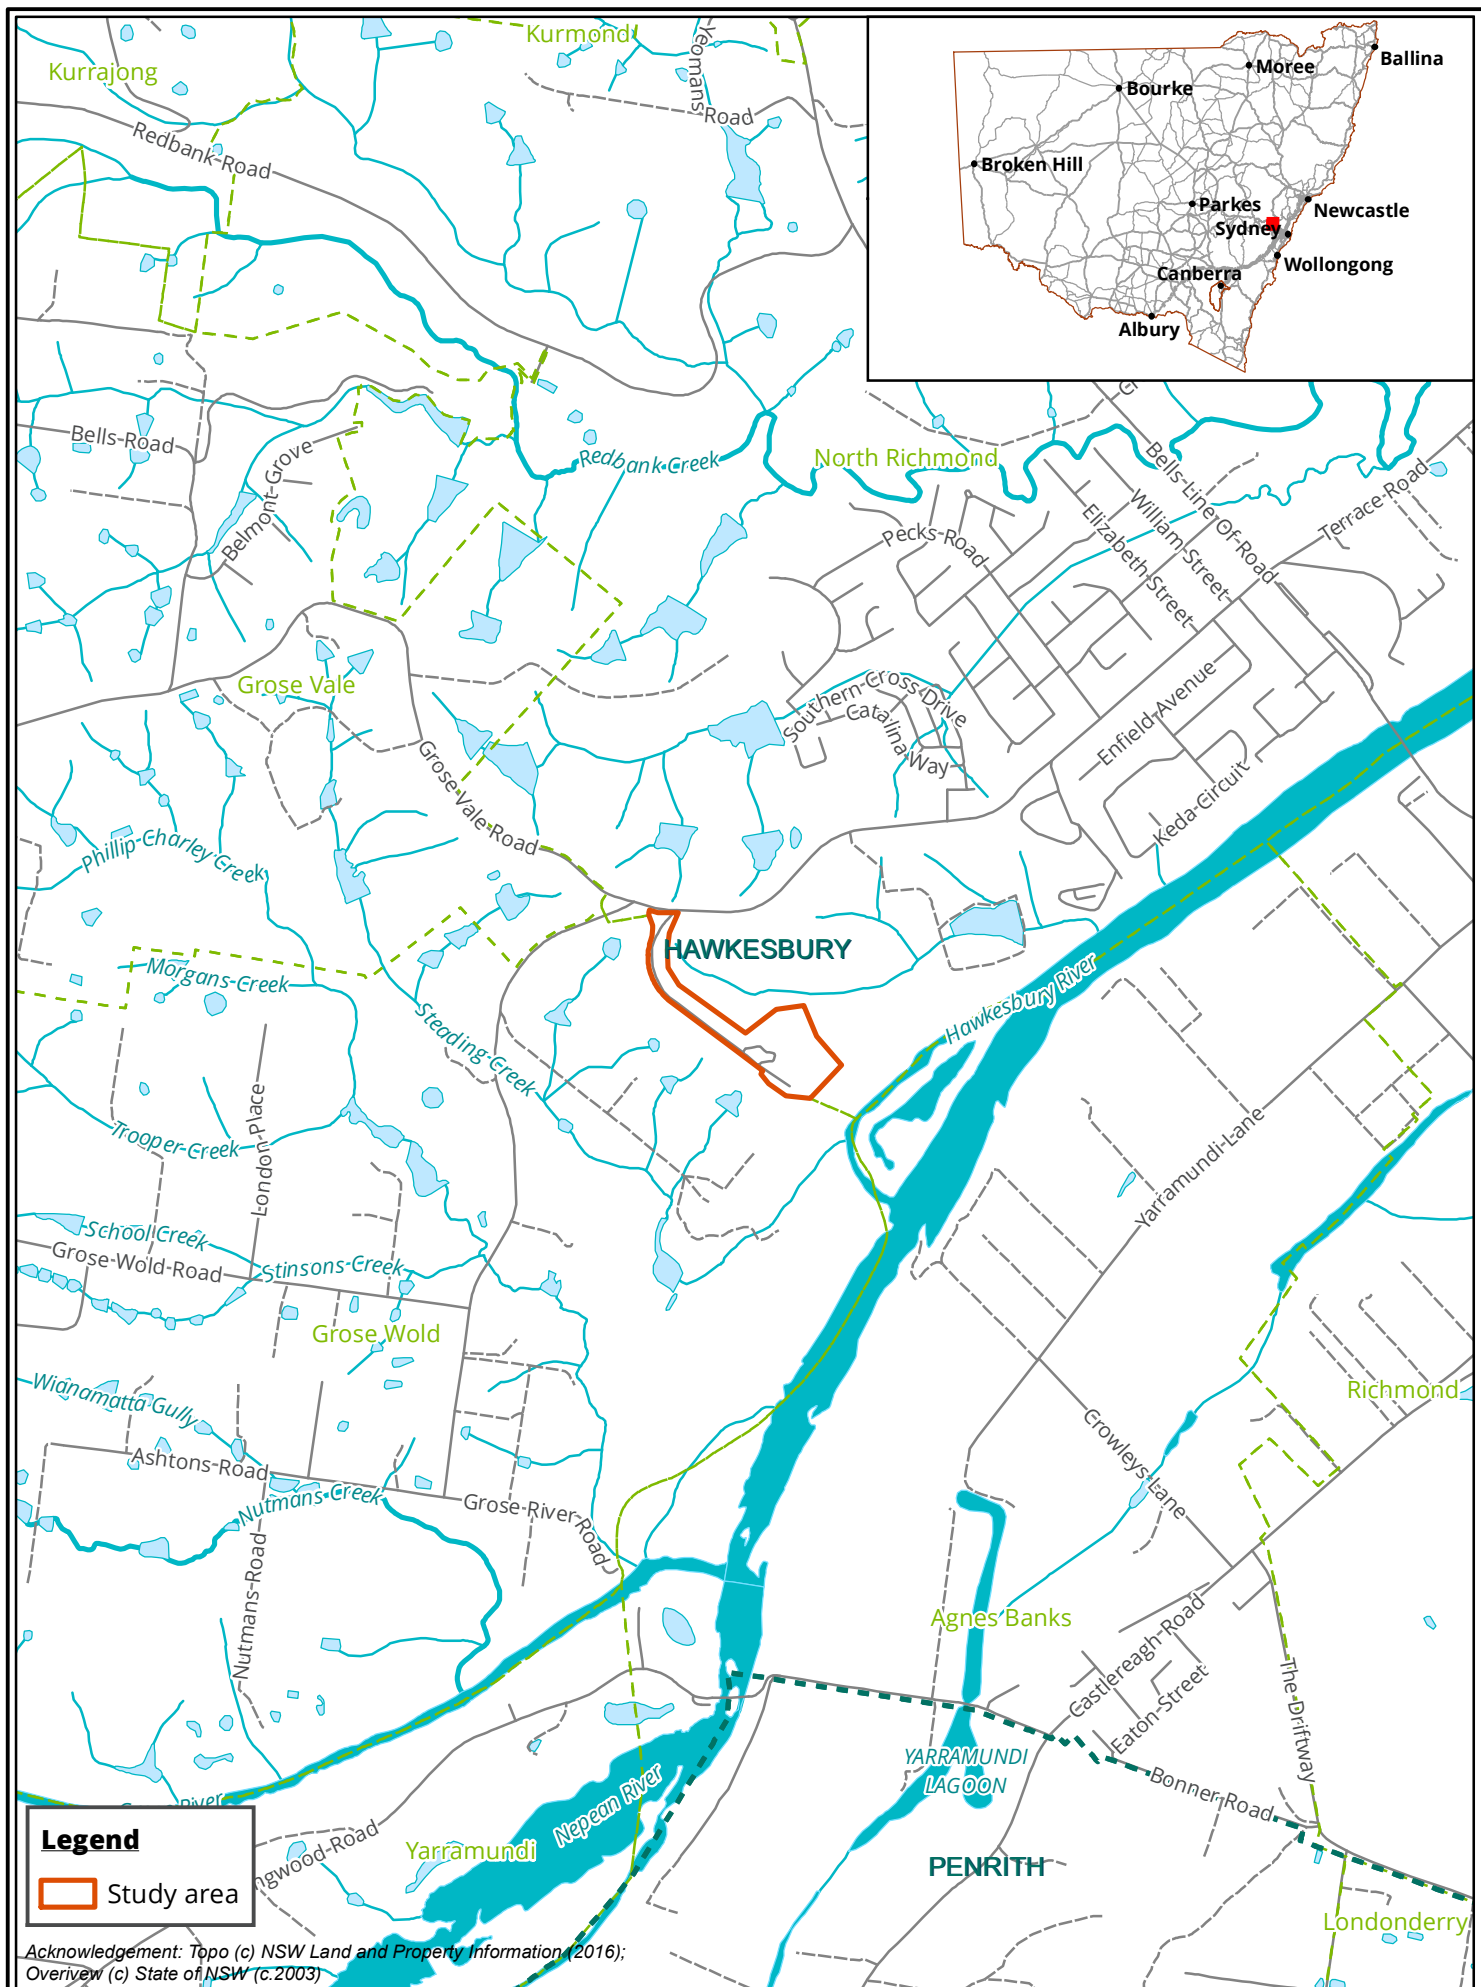 Kurmond
Kurrajong
Yeomans Road
Redbank Road
Ballina
Moree
Bourke
Broken Hill
Parkes
Newcastle
Sydney
Wollongong
Canberra
Albury
Bells Road
Belmont Grove
Redbank Creek
North Richmond
Bells Line Of Road
William Street
Elizabeth Street
Terrace Road
Pecks Road
Grose Vale
Southern Cross Drive
Catalina Way
Enfield Avenue
Keda Circuit
Grose Vale Road
Phillip Charley Creek
HAWKESBURY
Morgans Creek
Hawkesbury River
Steading Creek
London Place
Trooper Creek
Yarramundi Lane
School Creek
Grose Wold Road
Stinsons Creek
Grose Wold
Wianamatta Gully
Richmond
Crowleys Lane
Ashtons Road
Nutmans Creek
Grose River Road
Nutmans Road
Agnes Banks
Castlereagh Road
Eaton Street
The Driftway
YARRAMUNDI
LAGOON
Bonner Road
Nepean River
River
Yarramundi
PENRITH
Londonderry
Legend
Study area
Acknowledgement: Topo (c) NSW Land and Property Information (2016);
Overivew (c) State of NSW (c.2003)